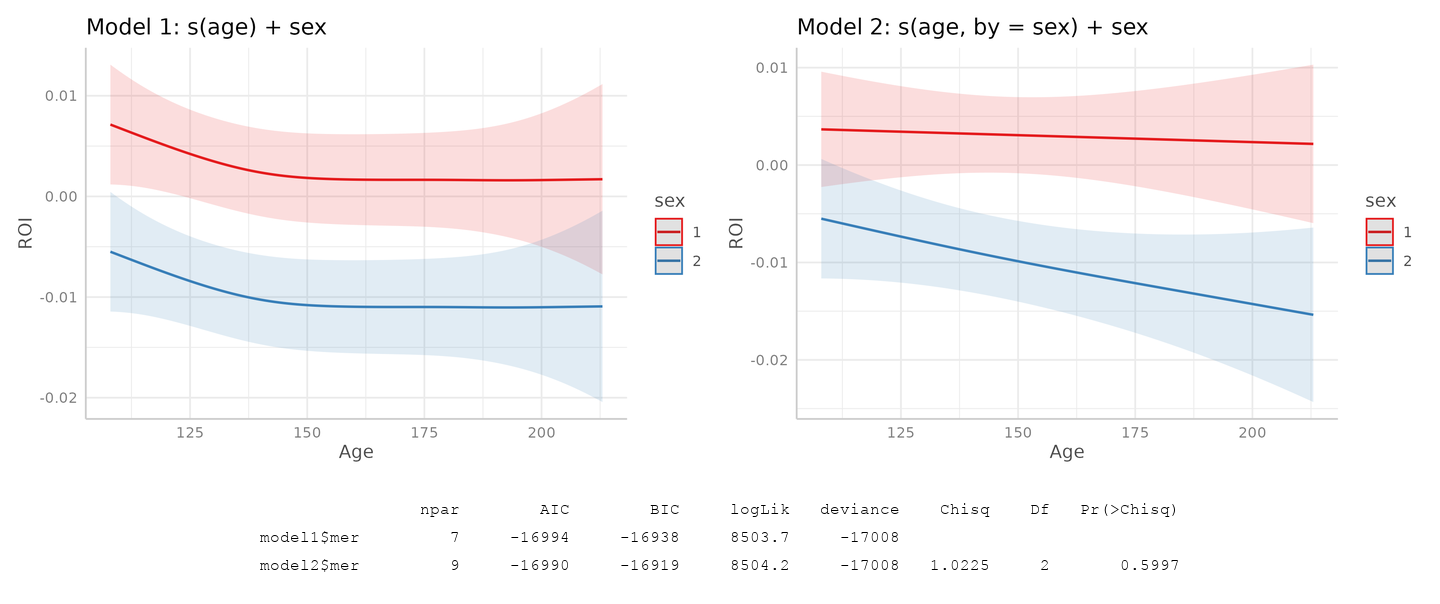 Model 1: s(age) + sex
0.01
0.00
-0.01
-0.02
ROI
125 150 175 200
Age
sex
1
2
Model 2: s(age, by = sex) + sex
0.01
0.00
-0.01
-0.02
ROI
125 150 175 200
Age
sex
1
2
npar AIC BIC logLik deviance Chisq Df Pr(>Chisq)
model1$mer 7 -16994 -16938 8503.7 -17008
model2$mer 9 -16990 -16919 8504.2 -17008 1.0225 2 0.5997